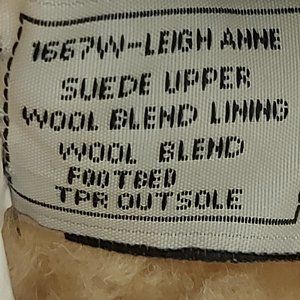 1667W-LEIGH ANNE
SUEDE UPPER
WOOL BLEND LINING
WOOL BLEND
FOOTBED
TPR OUTSOLE